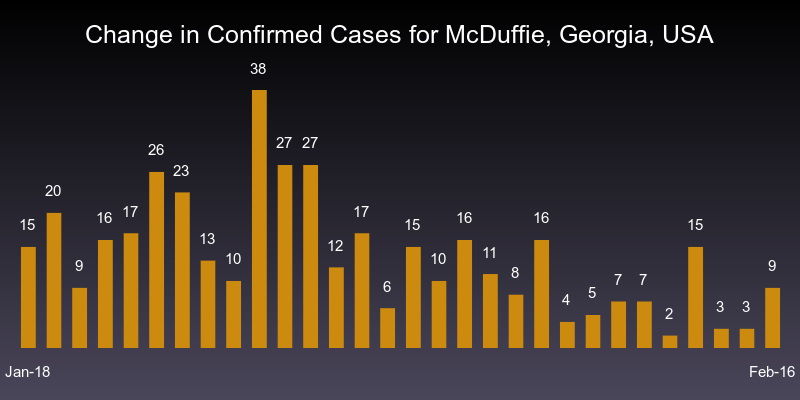 Change in Confirmed Cases for McDuffie, Georgia, USA
15 20 9 16 17 26 23 13 10 38 27 27 12 17 6 15 10 16 11 8 16 4 5 7 7 2 15 3 3 9
Jan-18 Feb-16